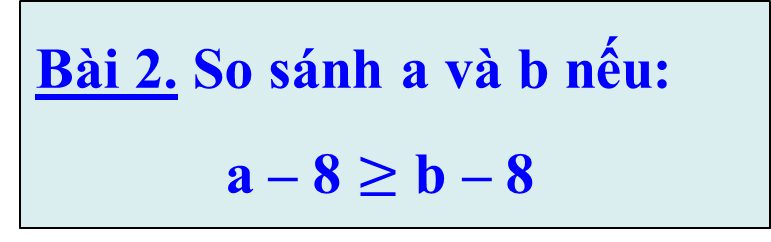 Bài 2. So sánh a và b nếu:
a – 8 ≥ b – 8